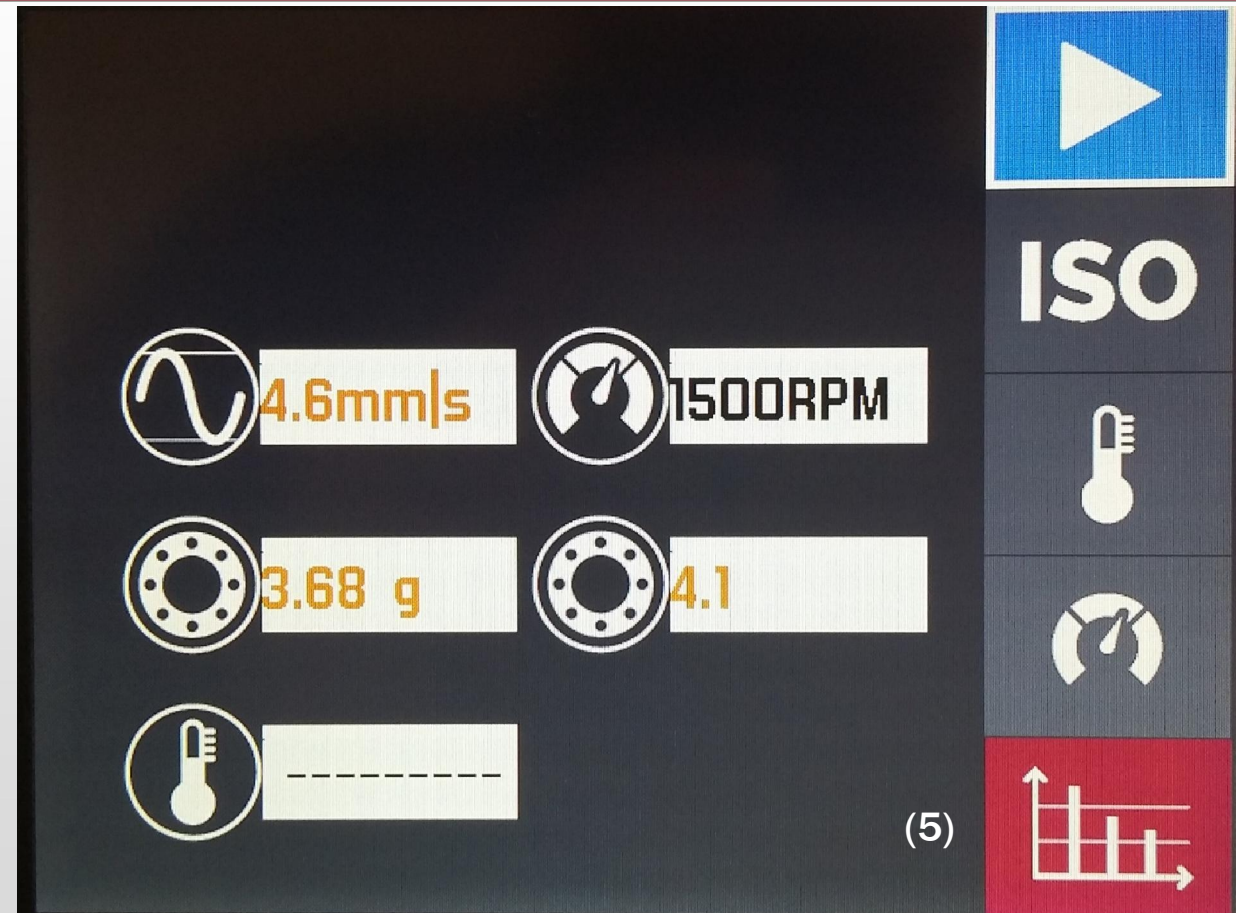 ISO
4.6mm|s
1500RPM
3.68 g
4.1
---------
(5)